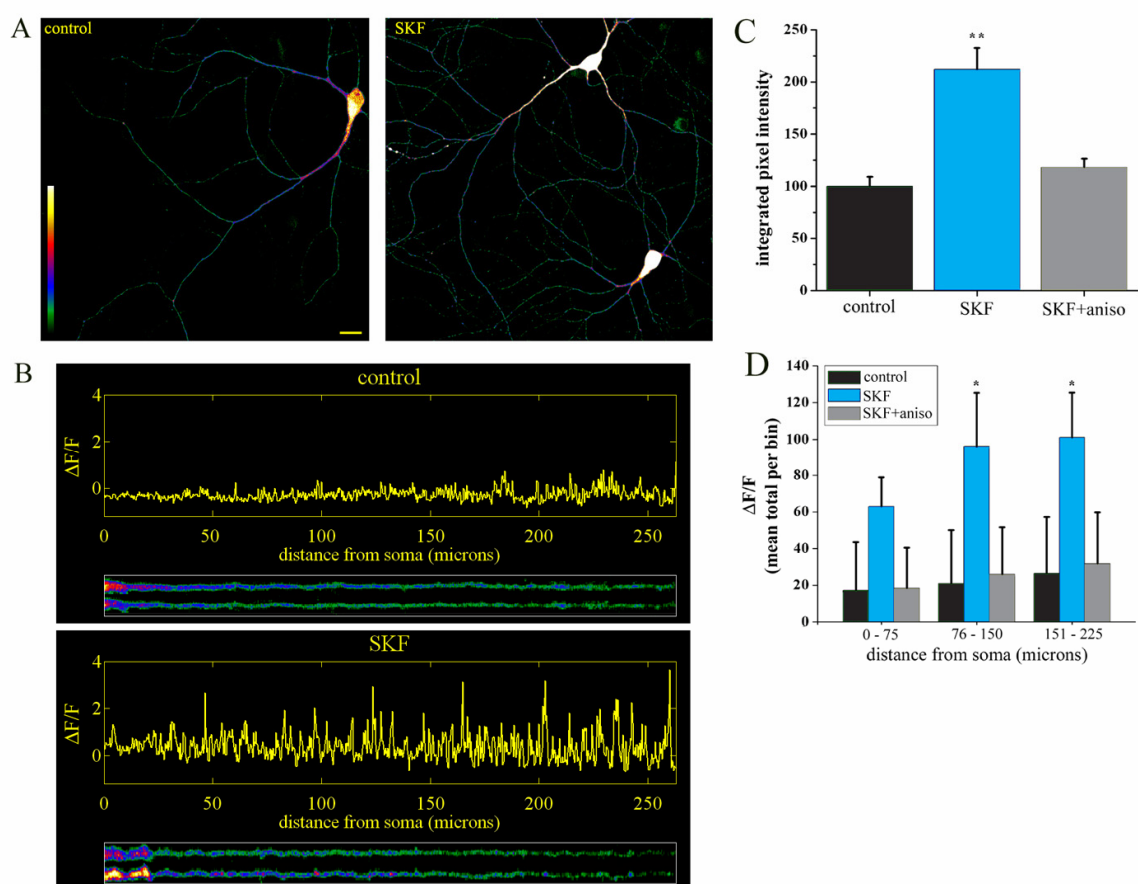 A
control
SKF
B
control
4
2
0
ΔF/F
0 50 100 150 200 250
distance from soma (microns)
SKF
4
2
0
ΔF/F
0 50 100 150 200 250
distance from soma (microns)
C
250
200
150
100
50
0
integrated pixel intensity
**
control SKF SKF+aniso
D
140
120
100
80
60
40
20
0
ΔF/F
(mean total per bin)
control
SKF
SKF+aniso
* *
0 - 75 76 - 150 151 - 225
distance from soma (microns)